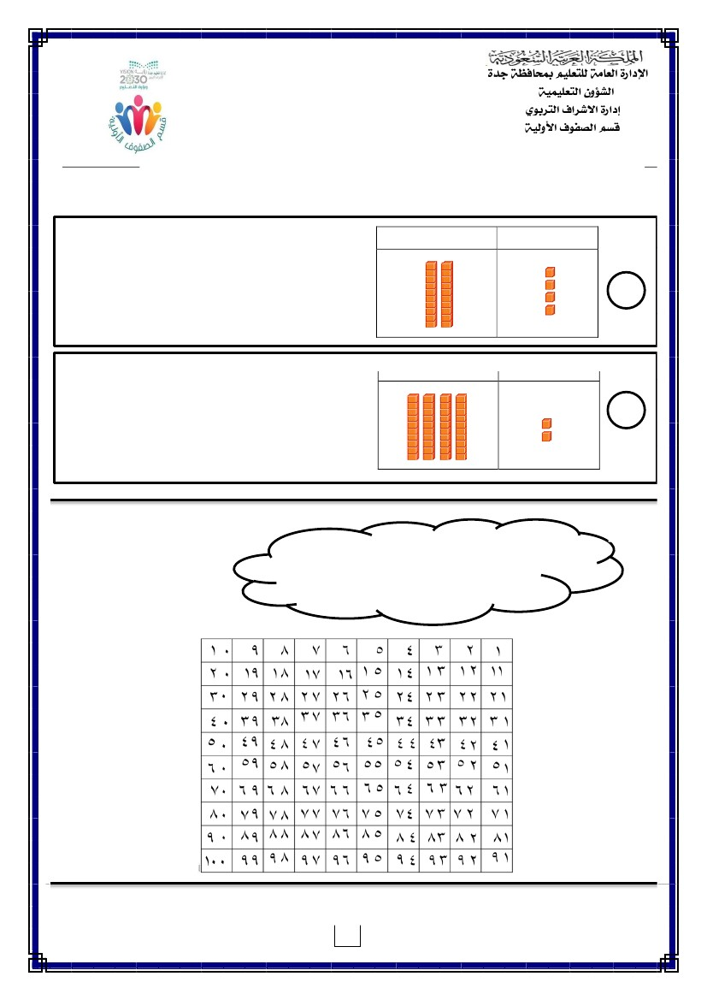 المملكة العربية السعودية
الإدارة العامة للتعليم بمحافظة جدة
الشؤون التعليمية
إدارة الاشراف التربوي
قسم الصفوف الأولية
VISION رؤية
2030
وزارة التعليم
قسم الصفوف الأولية
١ ٢ ٣ ٤ ٥ ٦ ٧ ٨ ٩ ١٠
١١ ١٢ ١٣ ١٤ ١٥ ١٦ ١٧ ١٨ ١٩ ٢٠
٢١ ٢٢ ٢٣ ٢٤ ٢٥ ٢٦ ٢٧ ٢٨ ٢٩ ٣٠
٣١ ٣٢ ٣٣ ٣٤ ٣٥ ٣٦ ٣٧ ٣٨ ٣٩ ٤٠
٤١ ٤٢ ٤٣ ٤٤ ٤٥ ٤٦ ٤٧ ٤٨ ٤٩ ٥٠
٥١ ٥٢ ٥٣ ٥٤ ٥٥ ٥٦ ٥٧ ٥٨ ٥٩ ٦٠
٦١ ٦٢ ٦٣ ٦٤ ٦٥ ٦٦ ٦٧ ٦٨ ٦٩ ٧٠
٧١ ٧٢ ٧٣ ٧٤ ٧٥ ٧٦ ٧٧ ٧٨ ٧٩ ٨٠
٨١ ٨٢ ٨٣ ٨٤ ٨٥ ٨٦ ٨٧ ٨٨ ٨٩ ٩٠
٩١ ٩٢ ٩٣ ٩٤ ٩٥ ٩٦ ٩٧ ٩٨ ٩٩ ١٠٠